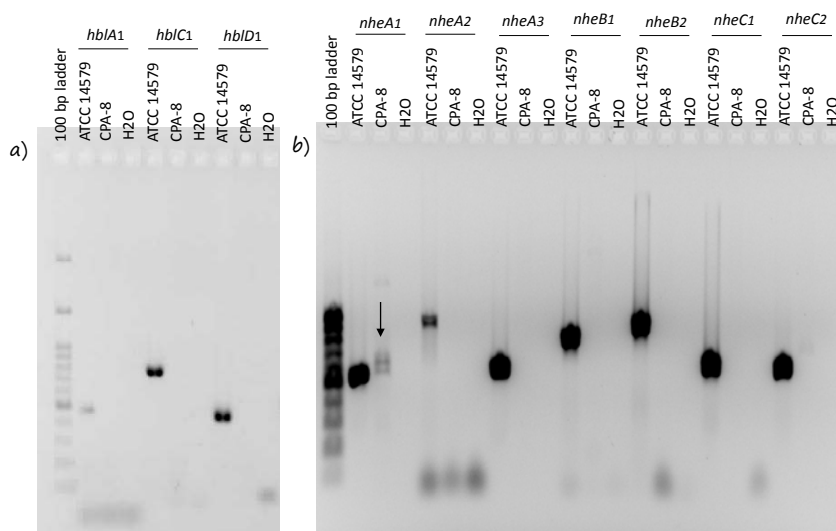 a)
hblA1 hblC1 hblD1
100 bp ladder
ATCC 14579
CPA-8
H2O
ATCC 14579
CPA-8
H2O
ATCC 14579
CPA-8
H2O
b)
nheA1 nheA2 nheA3 nheB1 nheB2 nheC1 nheC2
100 bp ladder
ATCC 14579
CPA-8
H2O
ATCC 14579
CPA-8
H2O
ATCC 14579
CPA-8
H2O
ATCC 14579
CPA-8
H2O
ATCC 14579
CPA-8
H2O
ATCC 14579
CPA-8
H2O
ATCC 14579
CPA-8
H2O